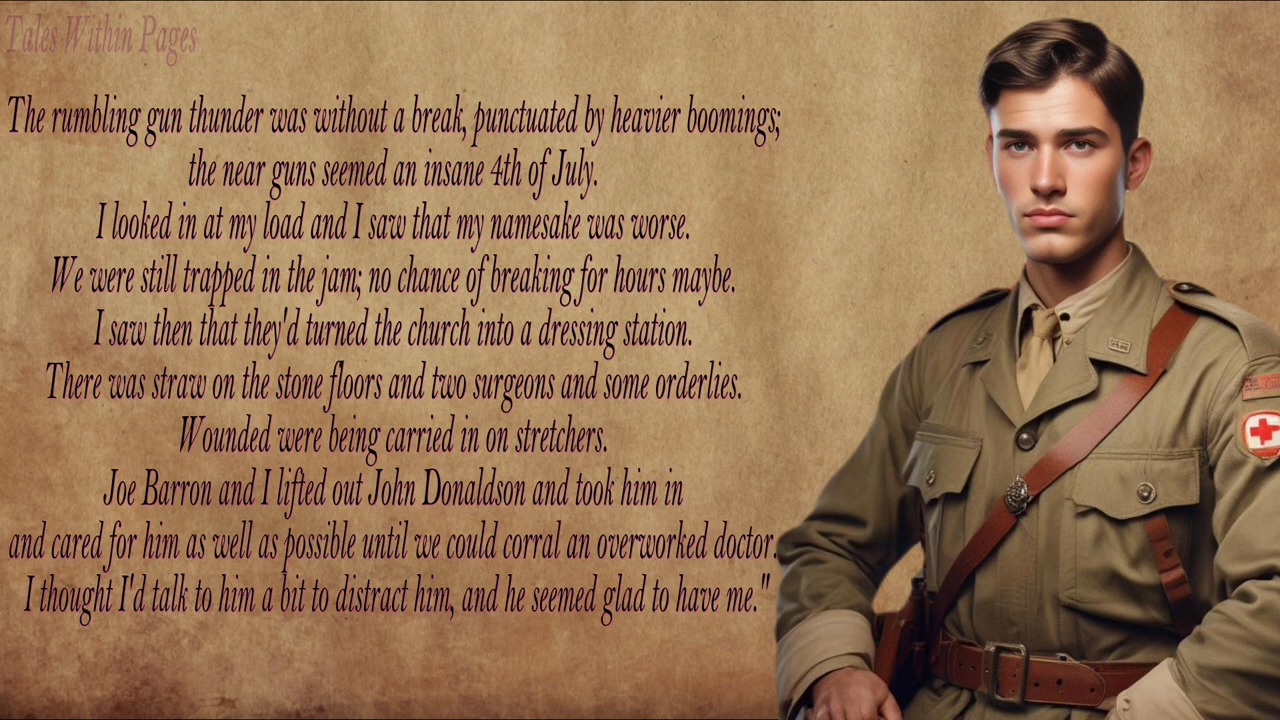 Tales Within Pages
The rumbling gun thunder was without a break, punctuated by heavier boomings;
the near guns seemed an insane 4th of July.
I looked in at my load and I saw that my namesake was worse.
We were still trapped in the jam; no chance of breaking for hours maybe.
I saw then that they'd turned the church into a dressing station.
There was straw on the stone floors and two surgeons and some orderlies.
Wounded were being carried in on stretchers.
Joe Barron and I lifted out John Donaldson and took him in
and cared for him as well as possible until we could corral an overworked doctor.
I thought I'd talk to him a bit to distract him, and he seemed glad to have me."